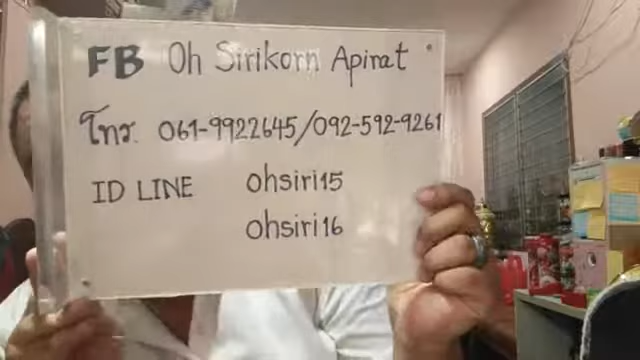 FB Oh Sirikorn Apirat
โทร. 061-9922645/092-592-9261
ID LINE ohsiri15
ohsiri16